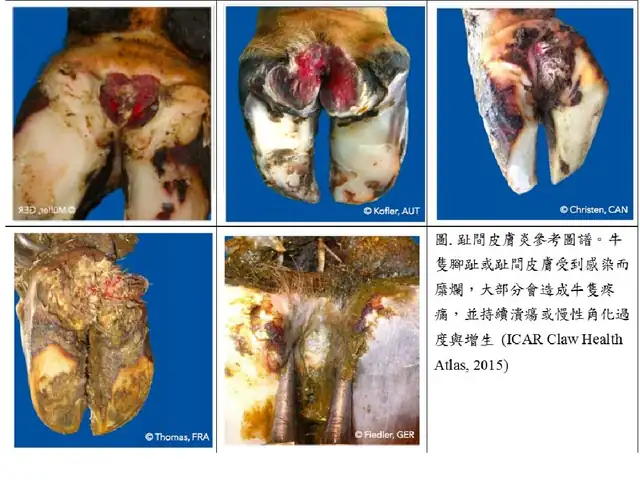 © Müller, GER
© Kofler, AUT
© Christen, CAN
© Thomas, FRA
© Fiedler, GER
圖. 趾間皮膚炎參考圖譜。牛
隻腳趾或趾間皮膚受到感染而
糜爛，大部分會造成牛隻疼
痛，並持續潰瘍或慢性角化過
度與增生 (ICAR Claw Health
Atlas, 2015)